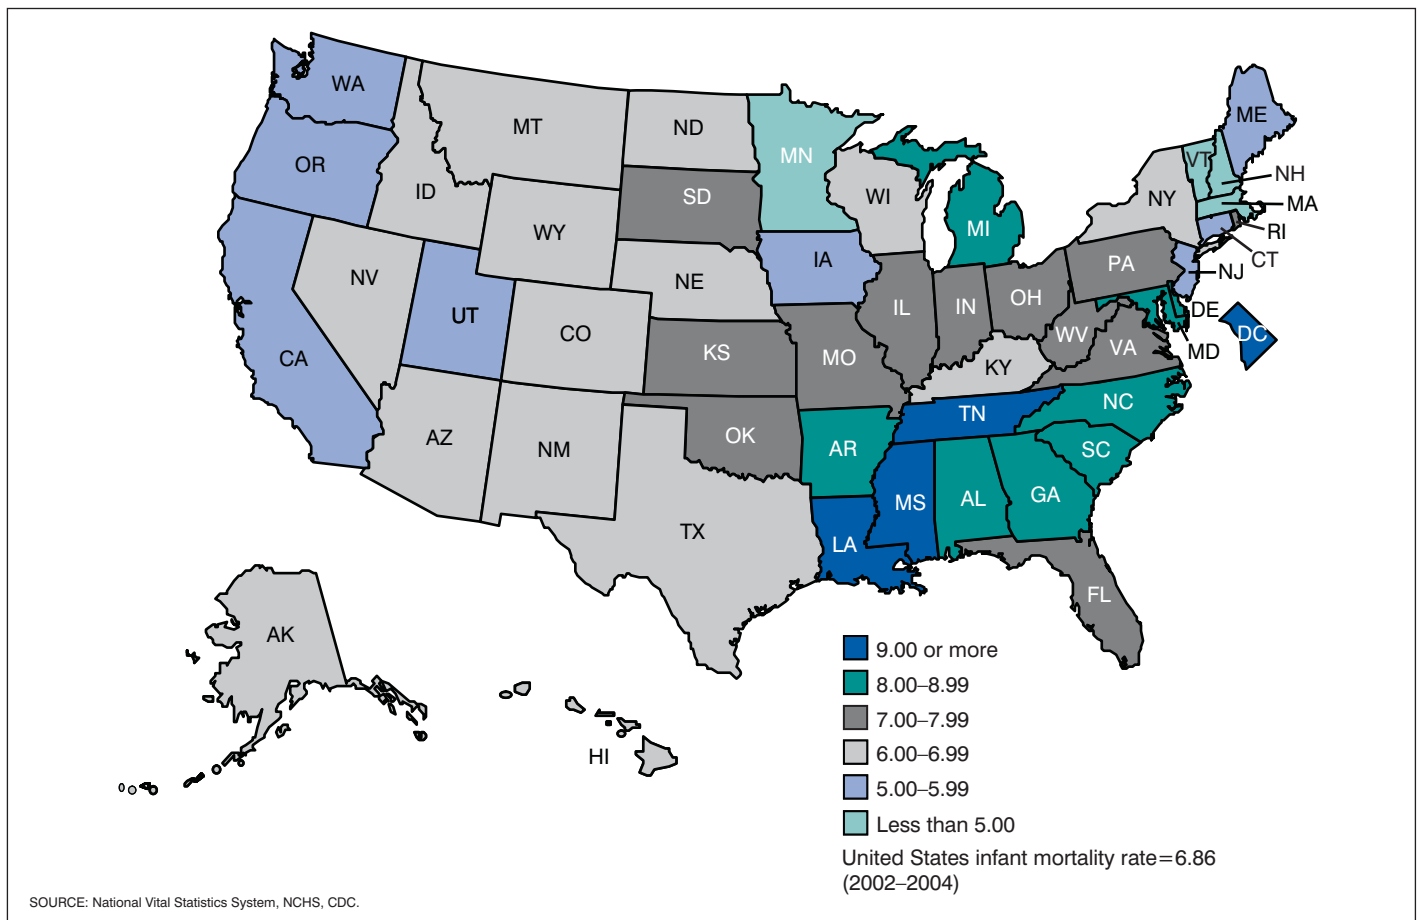 WA
MT
ND
MN
ME
OR
ID
SD
WI
MI
VT
NH
NY
MA
RI
CT
WY
NV
NE
IA
PA
NJ
UT
CO
IL
IN
OH
DE
DC
CA
KS
MO
WV
VA
MD
KY
AZ
NM
OK
AR
TN
NC
SC
TX
LA
MS
AL
GA
FL
AK
HI
9.00 or more
8.00–8.99
7.00–7.99
6.00–6.99
5.00–5.99
Less than 5.00
United States infant mortality rate=6.86
(2002–2004)
SOURCE: National Vital Statistics System, NCHS, CDC.